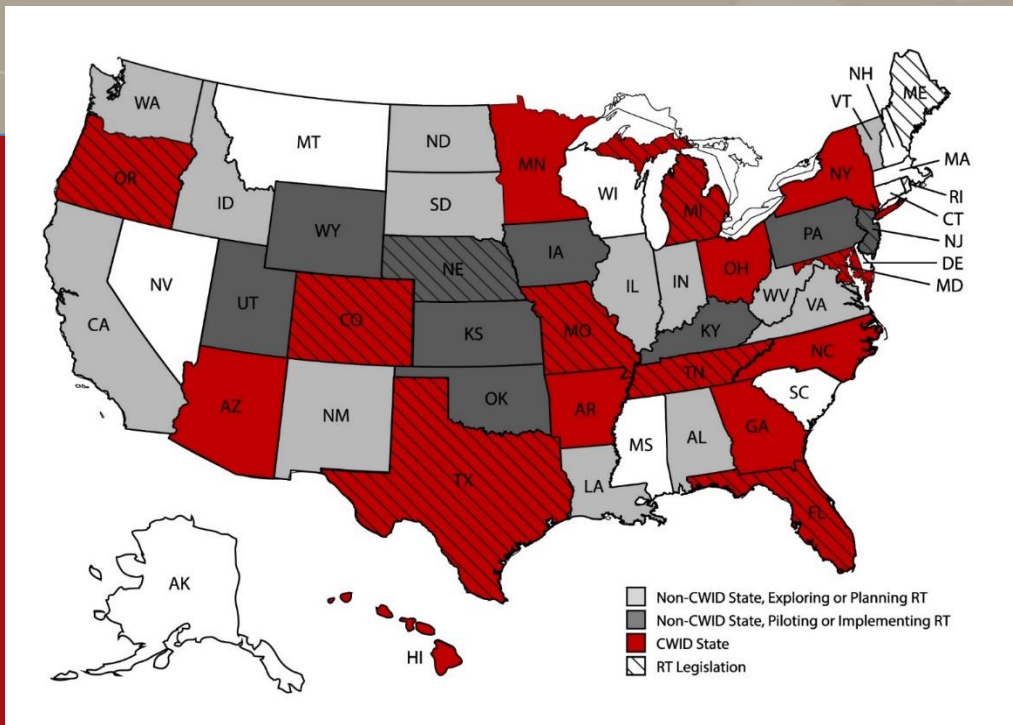 NH
ME
VT
WA
MT
ND
MN
MA
OR
ID
SD
WI
MI
NY
RI
CT
WY
IA
PA
NJ
NE
DE
NV
UT
IL
IN
OH
MD
CA
CO
KS
MO
WV
VA
KY
AZ
NM
OK
TN
NC
AR
SC
MS
AL
GA
TX
LA
FL
AK
HI
Non-CWID State, Exploring or Planning RT
Non-CWID State, Piloting or Implementing RT
CWID State
RT Legislation